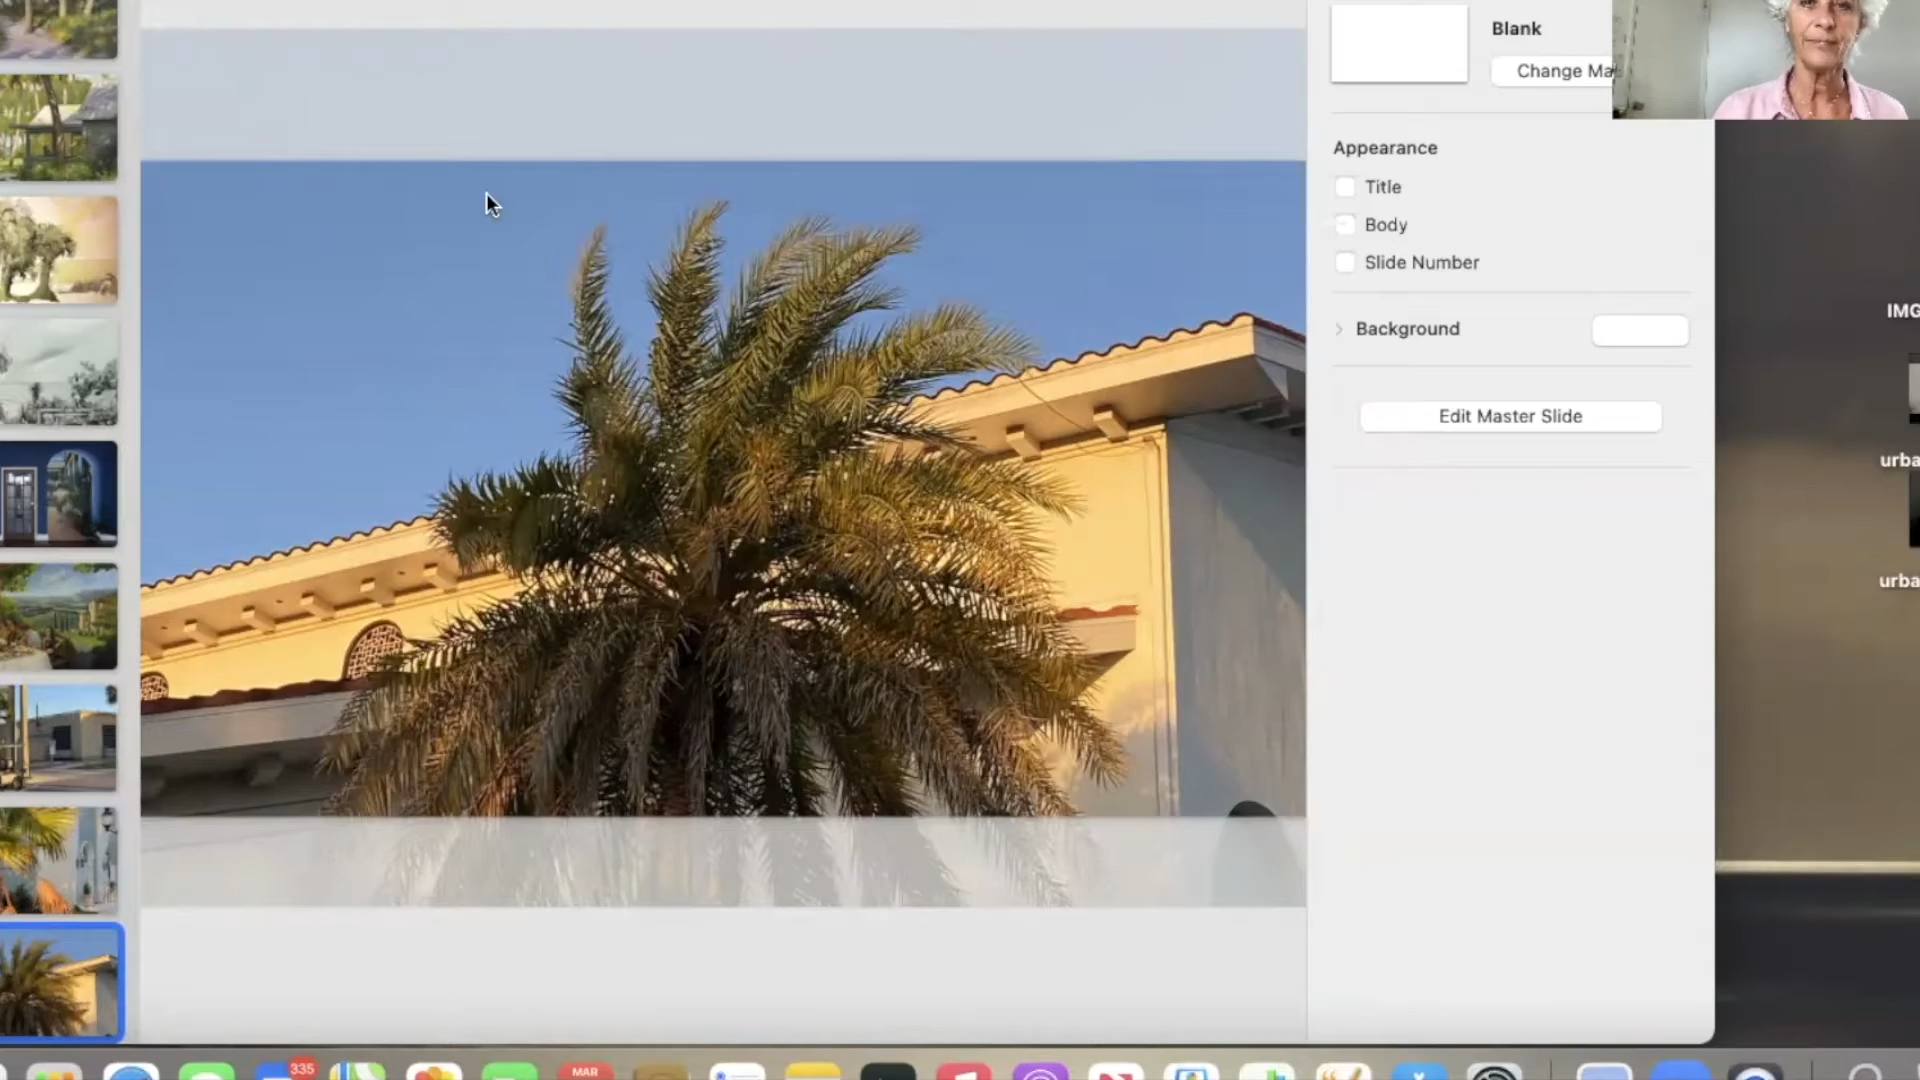 Blank
Change Ma
Appearance
Title
Body
Slide Number
Background
Edit Master Slide
IMG
urba
urba
335
MAR